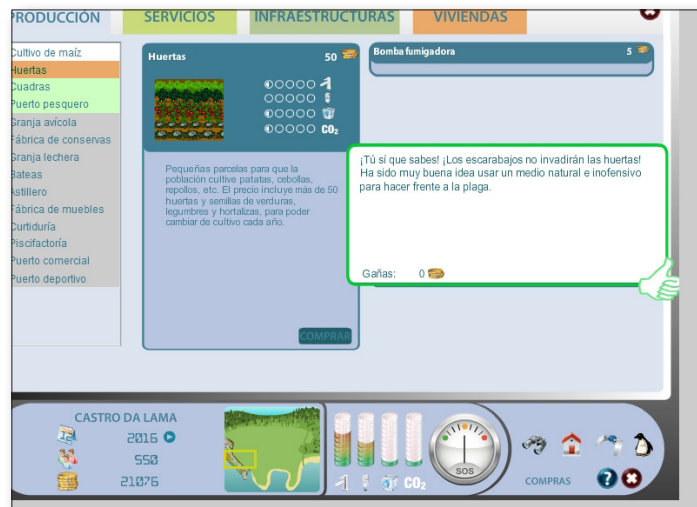 PRODUCCIÓN
SERVICIOS
INFRAESTRUCTURAS
VIVIENDAS
Cultivo de maíz
Huertas
Cuadras
Puerto pesquero
Granja avícola
Fábrica de conservas
Granja lechera
Bateas
Astillero
Fábrica de muebles
Curtiduría
Piscifactoría
Puerto comercial
Puerto deportivo
Huertas 50
CO₂
Pequeñas parcelas para que la
población cultive patatas, cebollas,
repollos, etc. El precio incluye más de 50
huertas y semillas de verduras,
legumbres y hortalizas, para poder
cambiar de cultivo cada año.
COMPRAR
Bomba fumigadora 5
¡Tú sí que sabes! ¡Los escarabajos no invadirán las huertas!
Ha sido muy buena idea usar un medio natural e inofensivo
para hacer frente a la plaga.
Gañas: 0
CASTRO DA LAMA
2016
550
21076
CO₂
SOS
COMPRAS
?